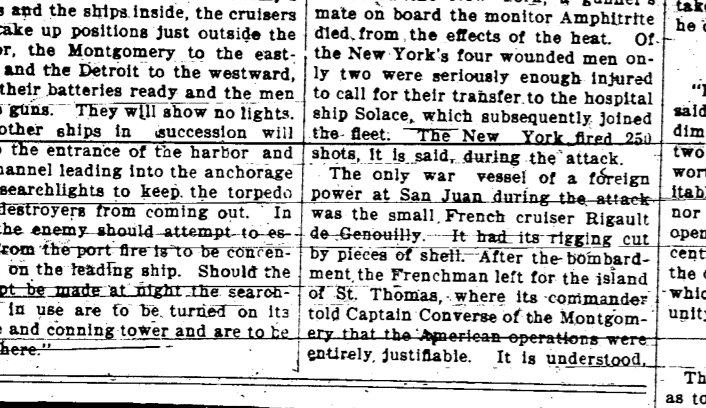 s and the ships inside, the cruisers
take up positions just outside the
or, the Montgomery to the east-
and the Detroit to the westward,
their batteries ready and the men
guns. They will show no lights.
other ships in succession will
the entrance of the harbor and
hannel leading into the anchorage
searchlights to keep the torpedo
destroyers from coming out. In
the enemy should attempt to es-
from the port fire is to be concen-
on the leading ship. Should the
pt be made at night the search-
in use are to be turned on its
e and conning tower and are to be
here."
mate on board the monitor Amphitrite
died from the effects of the heat. Of
the New York's four wounded men on-
ly two were seriously enough injured
to call for their transfer to the hospital
ship Solace, which subsequently joined
the fleet. The New York fired 250
shots, it is said, during the attack.
The only war vessel of a foreign
power at San Juan during the attack
was the small French cruiser Rigault
de Genouilly. It had its rigging cut
by pieces of shell. After the bombard-
ment the Frenchman left for the island
of St. Thomas, where its commander
told Captain Converse of the Montgom-
ery that the American operations were
entirely justifiable. It is understood,
take
he
said
dim
two
wort
itabl
nor
open
cent
the
whic
unity
Th
as to